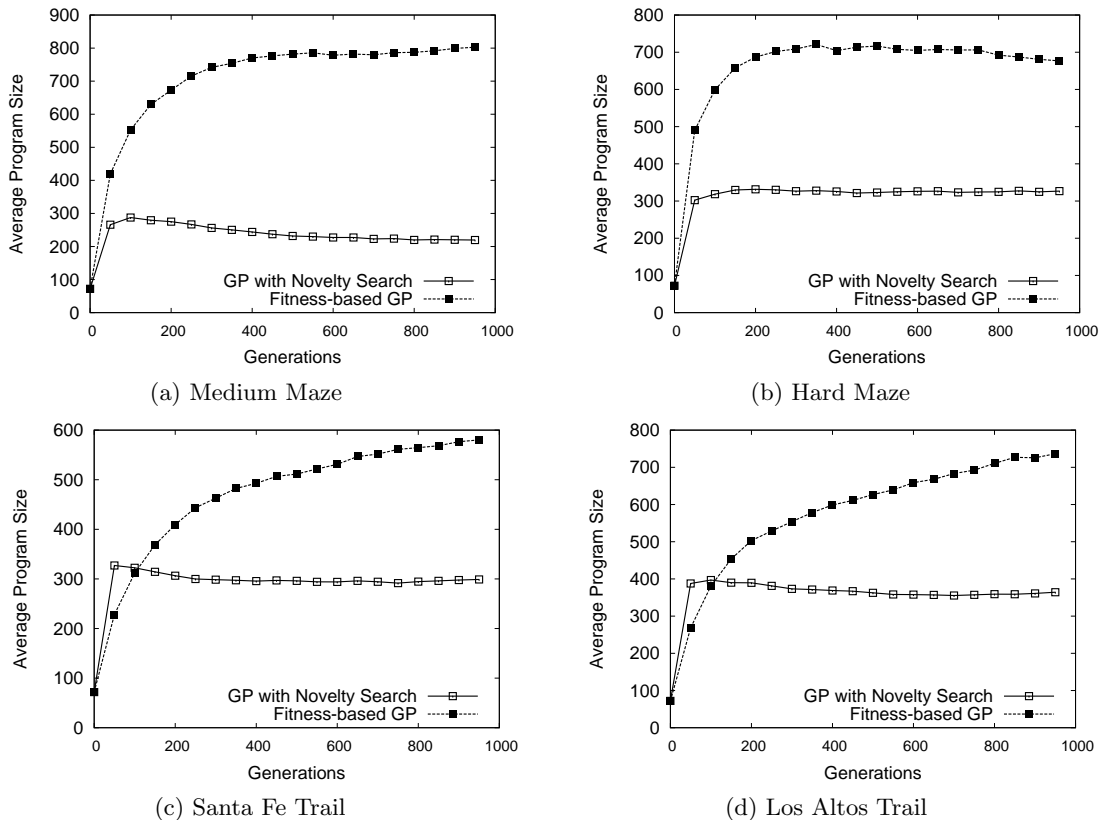 900
800
700
600
500
400
300
200
100
0
Average Program Size
GP with Novelty Search
Fitness-based GP
0 200 400 600 800 1000
Generations
(a) Medium Maze
800
700
600
500
400
300
200
100
0
Average Program Size
GP with Novelty Search
Fitness-based GP
0 200 400 600 800 1000
Generations
(b) Hard Maze
600
500
400
300
200
100
0
Average Program Size
GP with Novelty Search
Fitness-based GP
0 200 400 600 800 1000
Generations
(c) Santa Fe Trail
800
700
600
500
400
300
200
100
0
Average Program Size
GP with Novelty Search
Fitness-based GP
0 200 400 600 800 1000
Generations
(d) Los Altos Trail